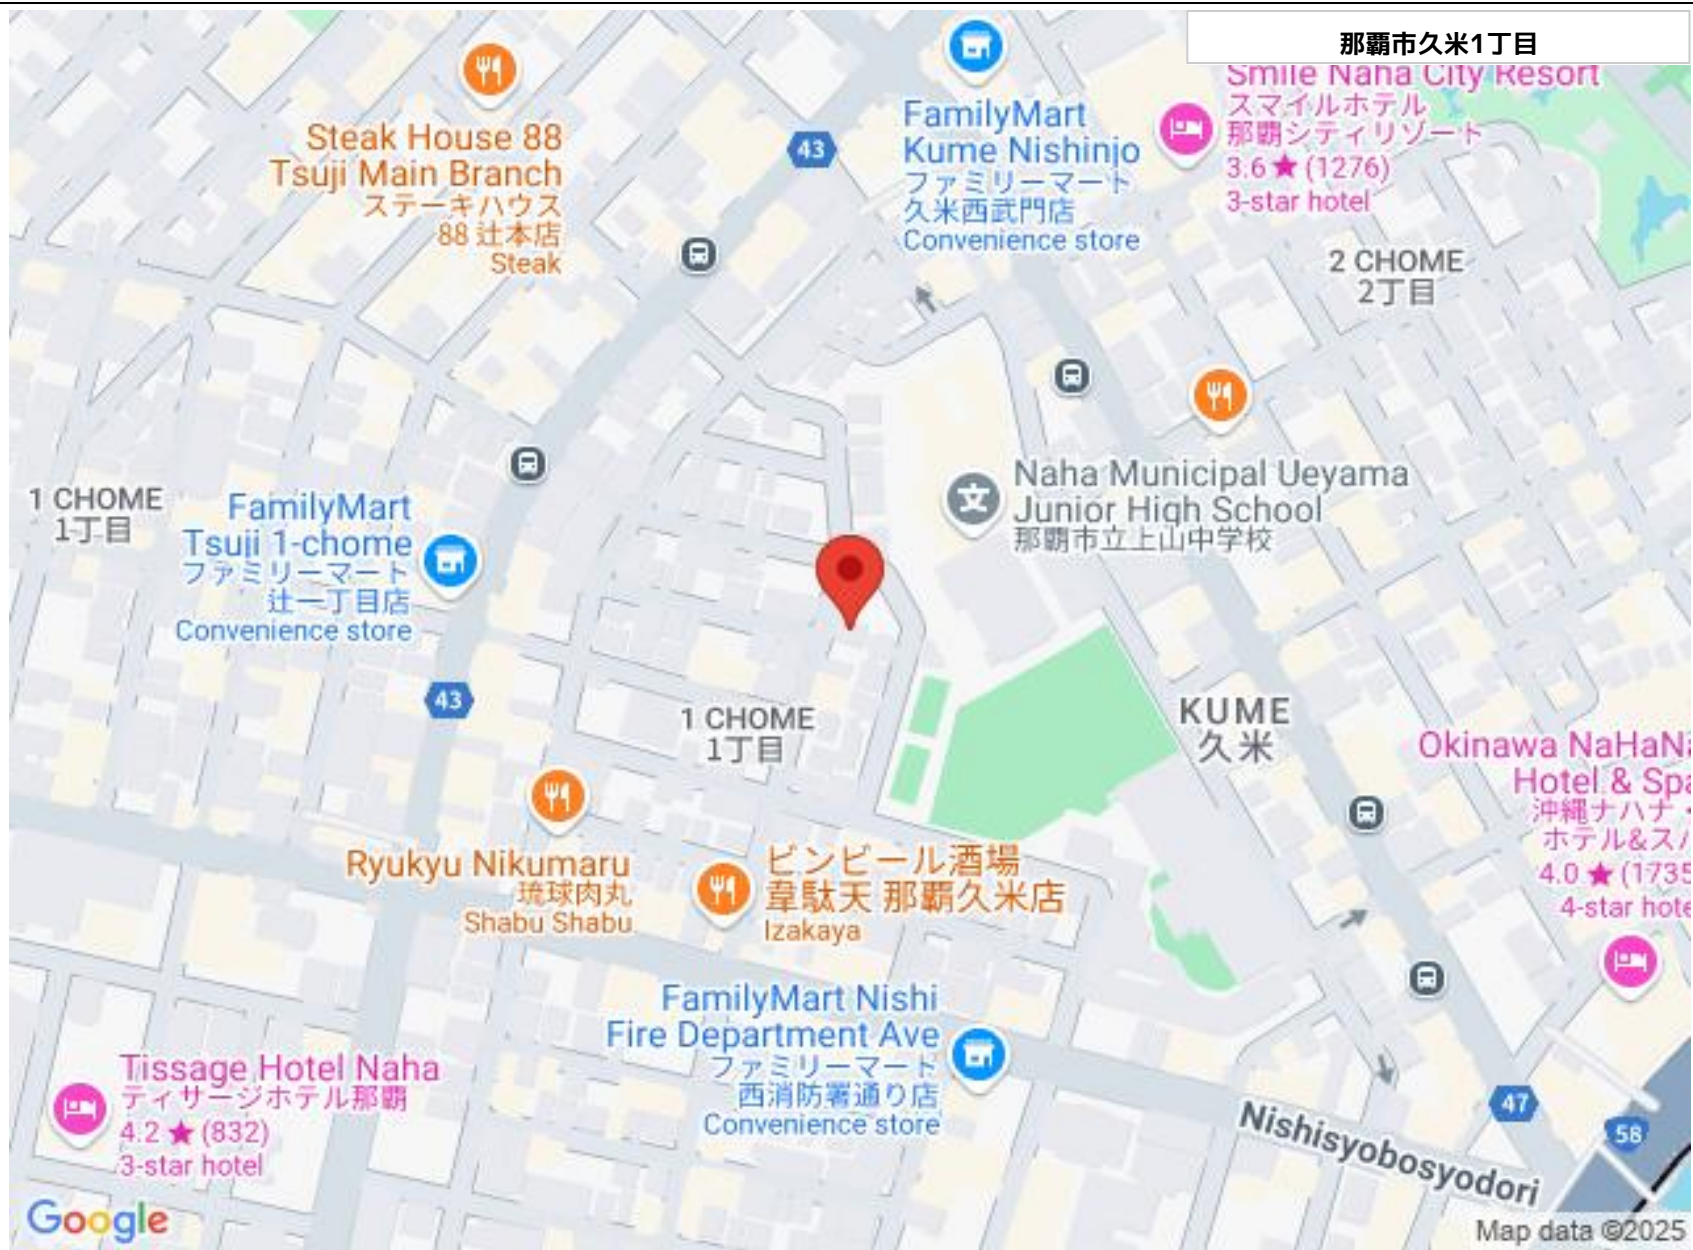 那覇市久米1丁目
Smile Naha City Resort
スマイルホテル
那覇シティリゾート
3.6 ★ (1276)
3-star hotel
Steak House 88
Tsuji Main Branch
ステーキハウス
88 辻本店
Steak
43
FamilyMart
Kume Nishinjo
ファミリーマート
久米西武門店
Convenience store
2 CHOME
2丁目
1 CHOME
1丁目
FamilyMart
Tsuji 1-chome
ファミリーマート
辻一丁目店
Convenience store
文
Naha Municipal Ueyama
Junior High School
那覇市立上山中学校
43
1 CHOME
1丁目
KUME
久米
Okinawa NaHaNa
Hotel & Spa
沖縄ナハナ・
ホテル&スパ
4.0 ★ (1735
4-star hote
Ryukyu Nikumaru
琉球肉丸
Shabu Shabu
ビンビール酒場
韋駄天 那覇久米店
Izakaya
FamilyMart Nishi
Fire Department Ave
ファミリーマート
西消防署通り店
Convenience store
Tissage Hotel Naha
ティサージホテル那覇
4.2 ★ (832)
3-star hotel
47
58
Nishisyobosyodori
Google
Map data ©2025